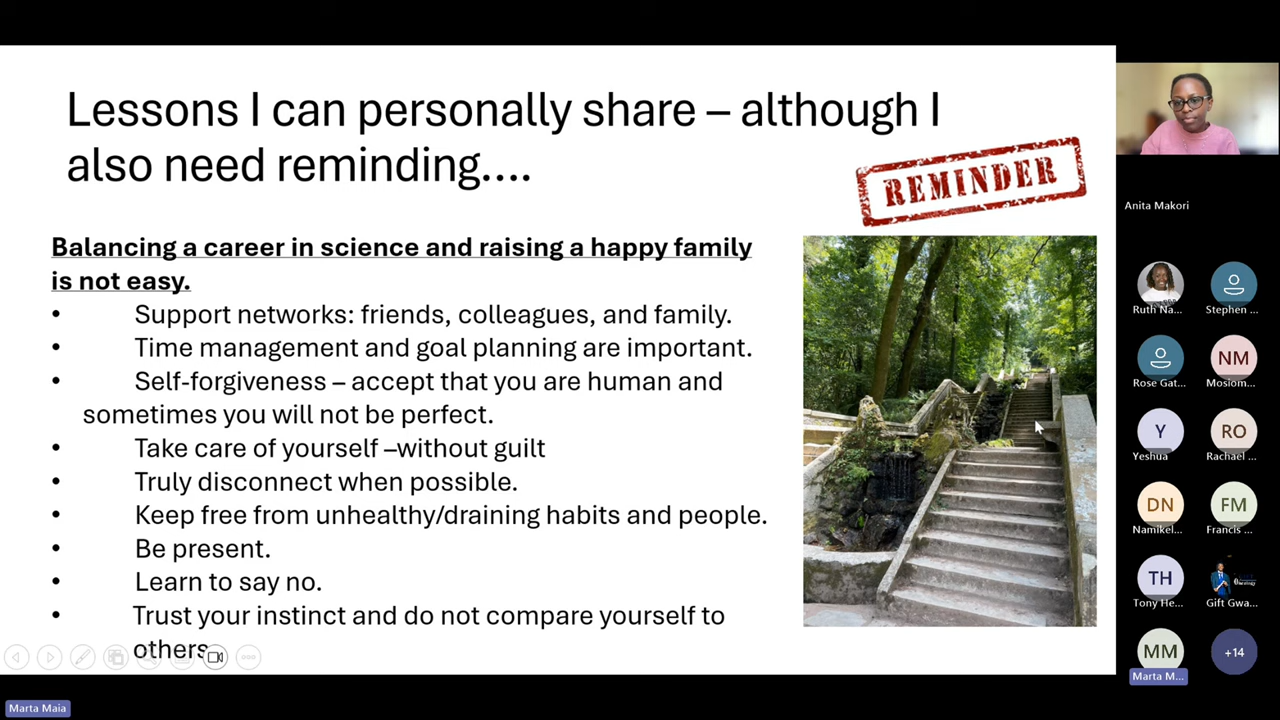 Lessons I can personally share – although I
also need reminding....
REMINDER
Balancing a career in science and raising a happy family
is not easy.
• Support networks: friends, colleagues, and family.
• Time management and goal planning are important.
• Self-forgiveness – accept that you are human and
sometimes you will not be perfect.
• Take care of yourself –without guilt
• Truly disconnect when possible.
• Keep free from unhealthy/draining habits and people.
• Be present.
• Learn to say no.
• Trust your instinct and do not compare yourself to
others
Anita Makori
Ruth Na...
Stephen ...
Rose Gat...
NM
Mosiom...
Y
Yeshua
RO
Rachael ...
DN
Namikel...
FM
Francis ...
TH
Tony He...
Gift Gwa...
MM
Marta M...
+14
Marta Maia